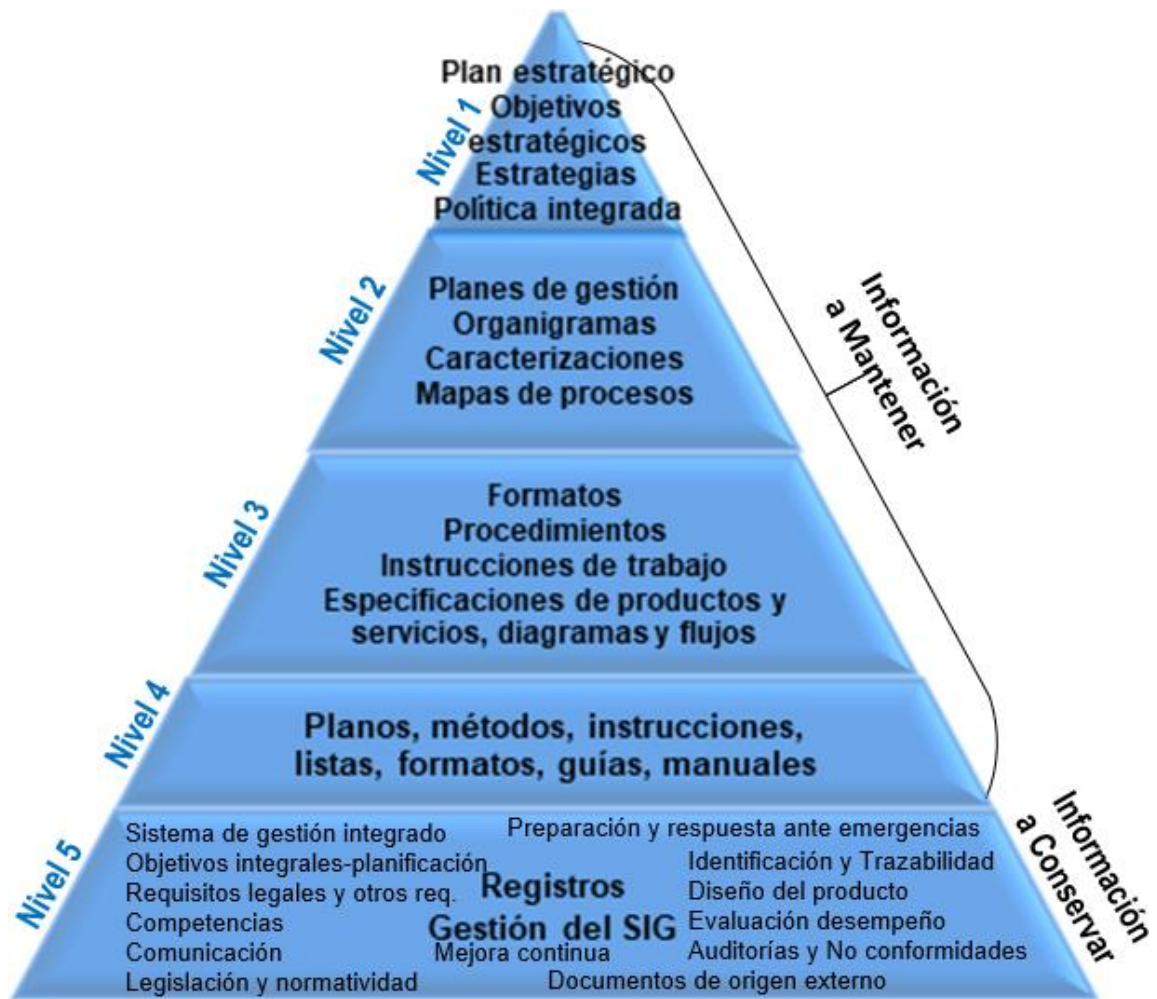 Nivel 1
Plan estratégico
Objetivos
estratégicos
Estrategias
Política integrada
Nivel 2
Planes de gestión
Organigramas
Caracterizaciones
Mapas de procesos
Información
a Mantener
Nivel 3
Formatos
Procedimientos
Instrucciones de trabajo
Especificaciones de productos y
servicios, diagramas y flujos
Nivel 4
Planos, métodos, instrucciones,
listas, formatos, guías, manuales
Nivel 5
Sistema de gestión integrado
Objetivos integrales-planificación
Requisitos legales y otros req.
Competencias
Comunicación
Legislación y normatividad
Registros
Gestión del SIG
Mejora continua
Preparación y respuesta ante emergencias
Identificación y Trazabilidad
Diseño del producto
Evaluación desempeño
Auditorías y No conformidades
Documentos de origen externo
Información
a Conservar